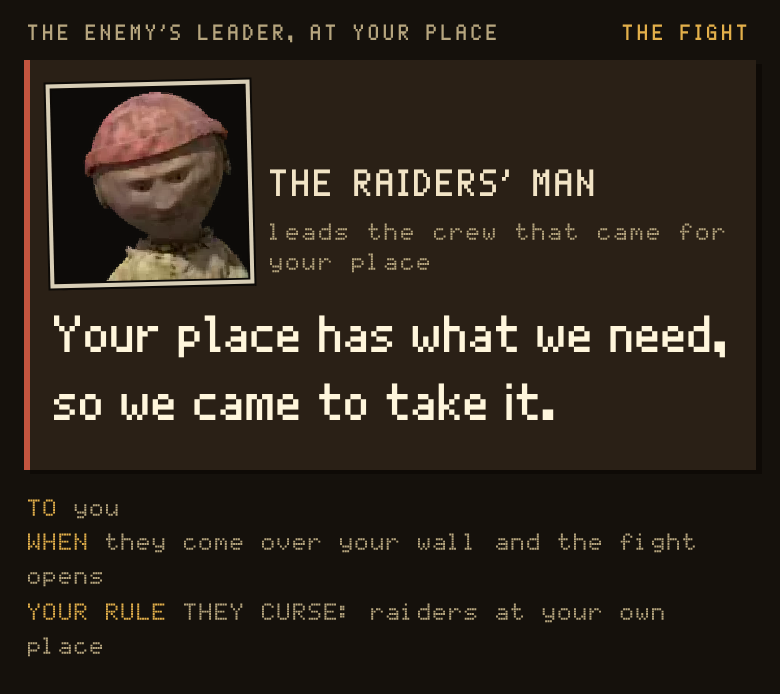 THE ENEMY'S LEADER, AT YOUR PLACE
THE FIGHT
THE RAIDERS' MAN
leads the crew that came for
your place
Your place has what we need,
so we came to take it.
TO you
WHEN they come over your wall and the fight
opens
YOUR RULE THEY CURSE: raiders at your own
place